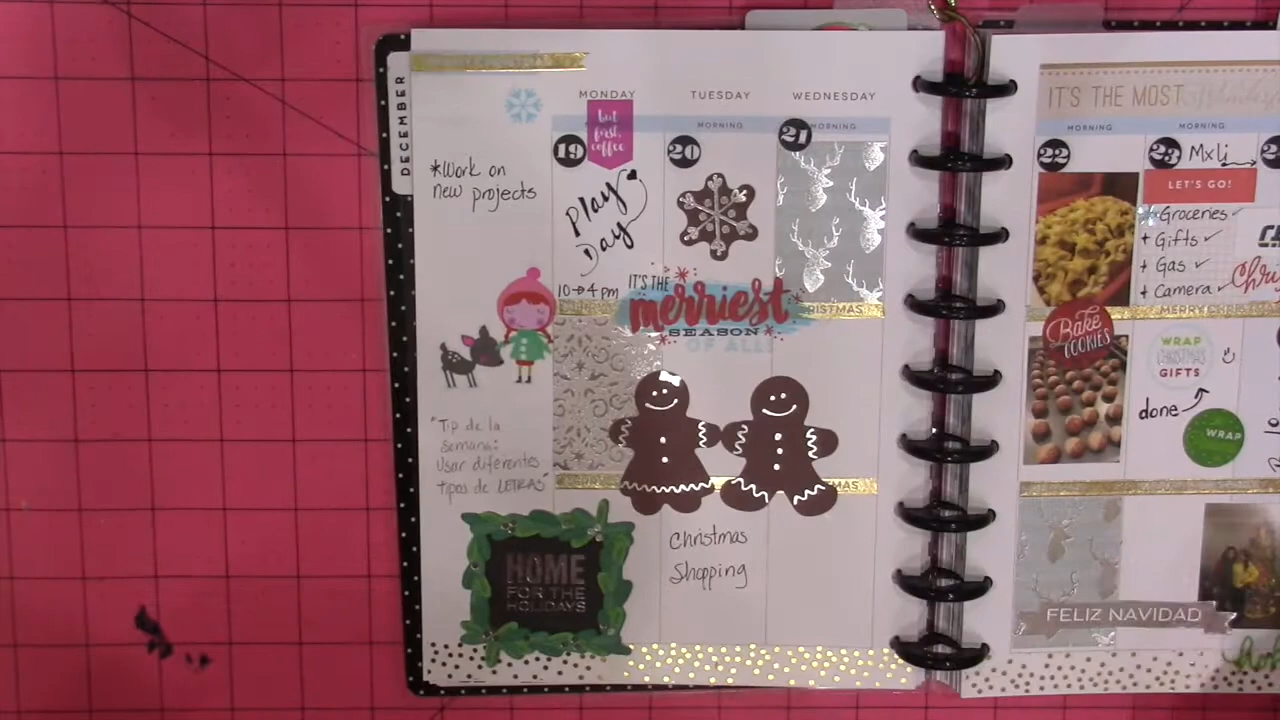 DECEMBER
MONDAY
TUESDAY
WEDNESDAY
but
first,
coffee
MORNING
MORNING
19
20
21
*Work on
new projects
Play
Day
10→4 pm
IT'S THE
merriest
SEASON
OF ALL!
"Tip de la
semana:
Usar diferentes
tipos de LETRAS"
HOME
FOR THE
HOLIDAYS
Christmas
Shopping
IT'S THE MOST
MORNING
MORNING
22
23
Mxli
LET'S GO!
*Groceries
+ Gifts ✓
+ Gas ✓
+ Camera
Bake
COOKIES
WRAP
CHRISTMAS
GIFTS
done
WRAP
FELIZ NAVIDAD